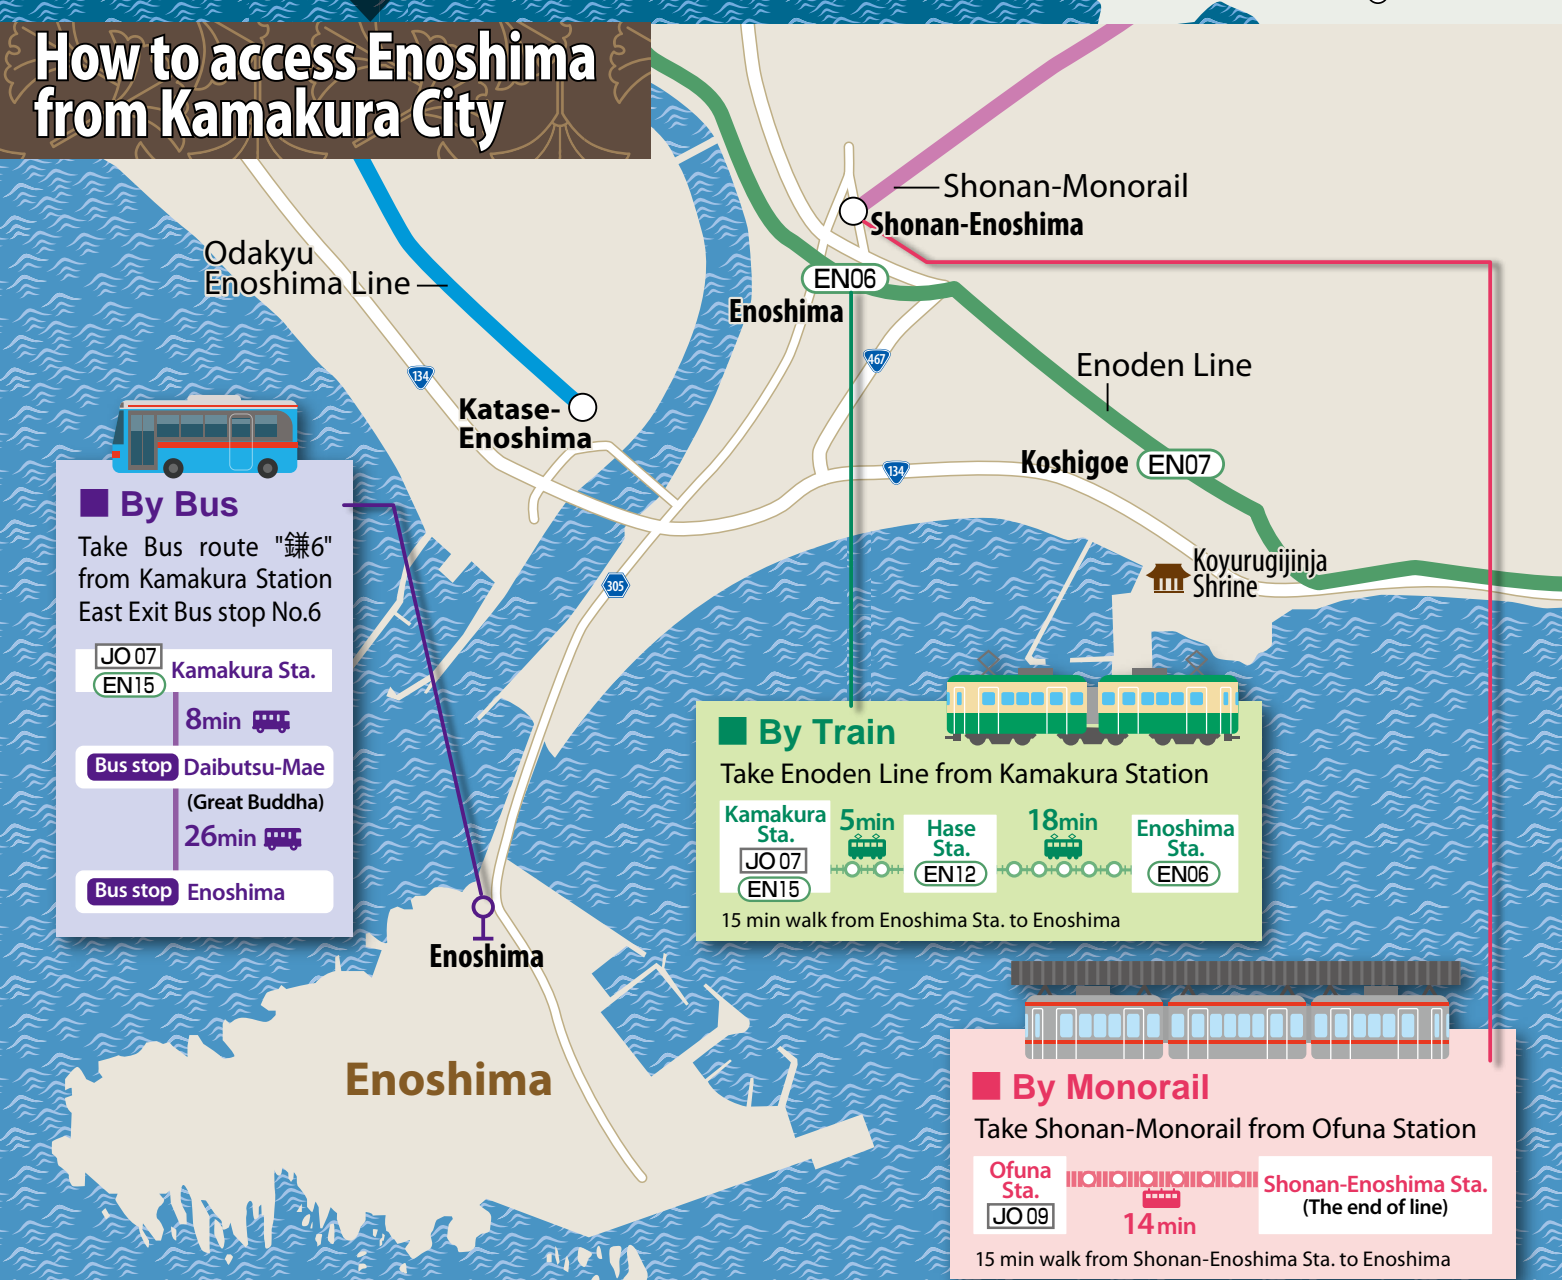 How to access Enoshima
from Kamakura City
Shonan-Monorail
Shonan-Enoshima
Odakyu
Enoshima Line
EN06
Enoshima
467
Enoden Line
134
Katase-
Enoshima
134
Koshigoe EN07
Koyurugijinja
Shrine
305
By Bus
Take Bus route "鎌6"
from Kamakura Station
East Exit Bus stop No.6
JO 07
EN15
Kamakura Sta.
8min
Bus stop Daibutsu-Mae
(Great Buddha)
26min
Bus stop Enoshima
By Train
Take Enoden Line from Kamakura Station
Kamakura
Sta.
JO 07
EN15
5min
Hase
Sta.
EN12
18min
Enoshima
Sta.
EN06
15 min walk from Enoshima Sta. to Enoshima
Enoshima
Enoshima
By Monorail
Take Shonan-Monorail from Ofuna Station
Ofuna
Sta.
JO 09
14min
Shonan-Enoshima Sta.
(The end of line)
15 min walk from Shonan-Enoshima Sta. to Enoshima